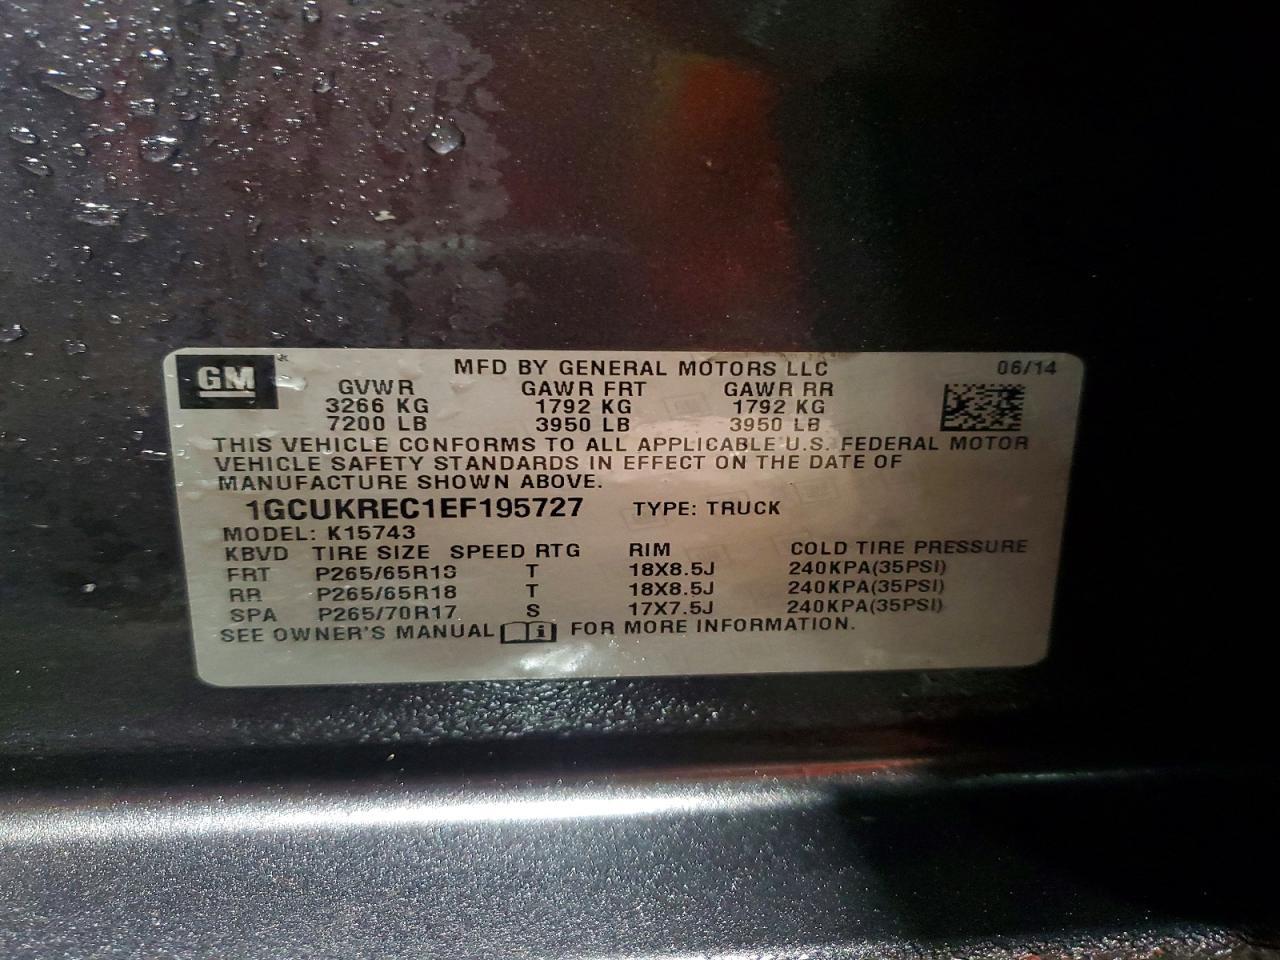 GM ® MFD BY GENERAL MOTORS LLC 06/14
GVWR GAWR FRT GAWR RR
3266 KG 1792 KG 1792 KG
7200 LB 3950 LB 3950 LB
THIS VEHICLE CONFORMS TO ALL APPLICABLE U.S. FEDERAL MOTOR
VEHICLE SAFETY STANDARDS IN EFFECT ON THE DATE OF
MANUFACTURE SHOWN ABOVE.
1GCUKREC1EF195727 TYPE: TRUCK
MODEL: K15743
KBVD TIRE SIZE SPEED RTG RIM COLD TIRE PRESSURE
FRT P265/65R18 T 18X8.5J 240KPA(35PSI)
RR P265/65R18 T 18X8.5J 240KPA(35PSI)
SPA P265/70R17 S 17X7.5J 240KPA(35PSI)
SEE OWNER'S MANUAL i FOR MORE INFORMATION.